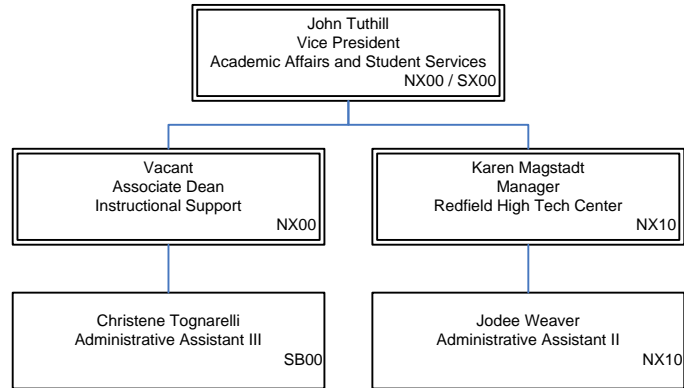 John Tuthill
Vice President
Academic Affairs and Student Services
NX00 / SX00
Vacant
Associate Dean
Instructional Support
NX00
Karen Magstadt
Manager
Redfield High Tech Center
NX10
Christene Tognarelli
Administrative Assistant III
SB00
Jodee Weaver
Administrative Assistant II
NX10